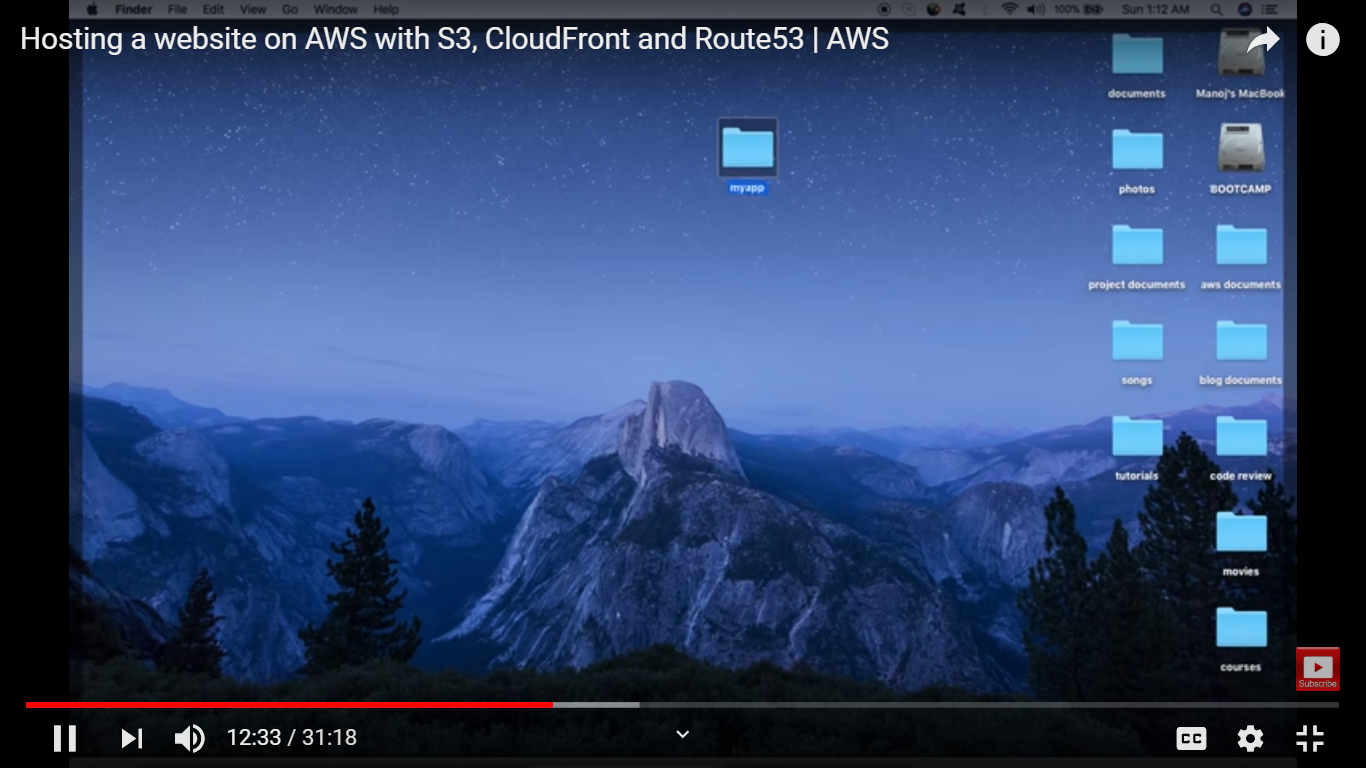 Finder File Edit View Go Window Help 100% Sun 1:12 AM
Hosting a website on AWS with S3, CloudFront and Route53 | AWS
documents Manoj's MacBook
myapp
photos BOOTCAMP
project documents aws documents
songs blog documents
tutorials code review
movies
courses
Subscribe
12:33 / 31:18
CC